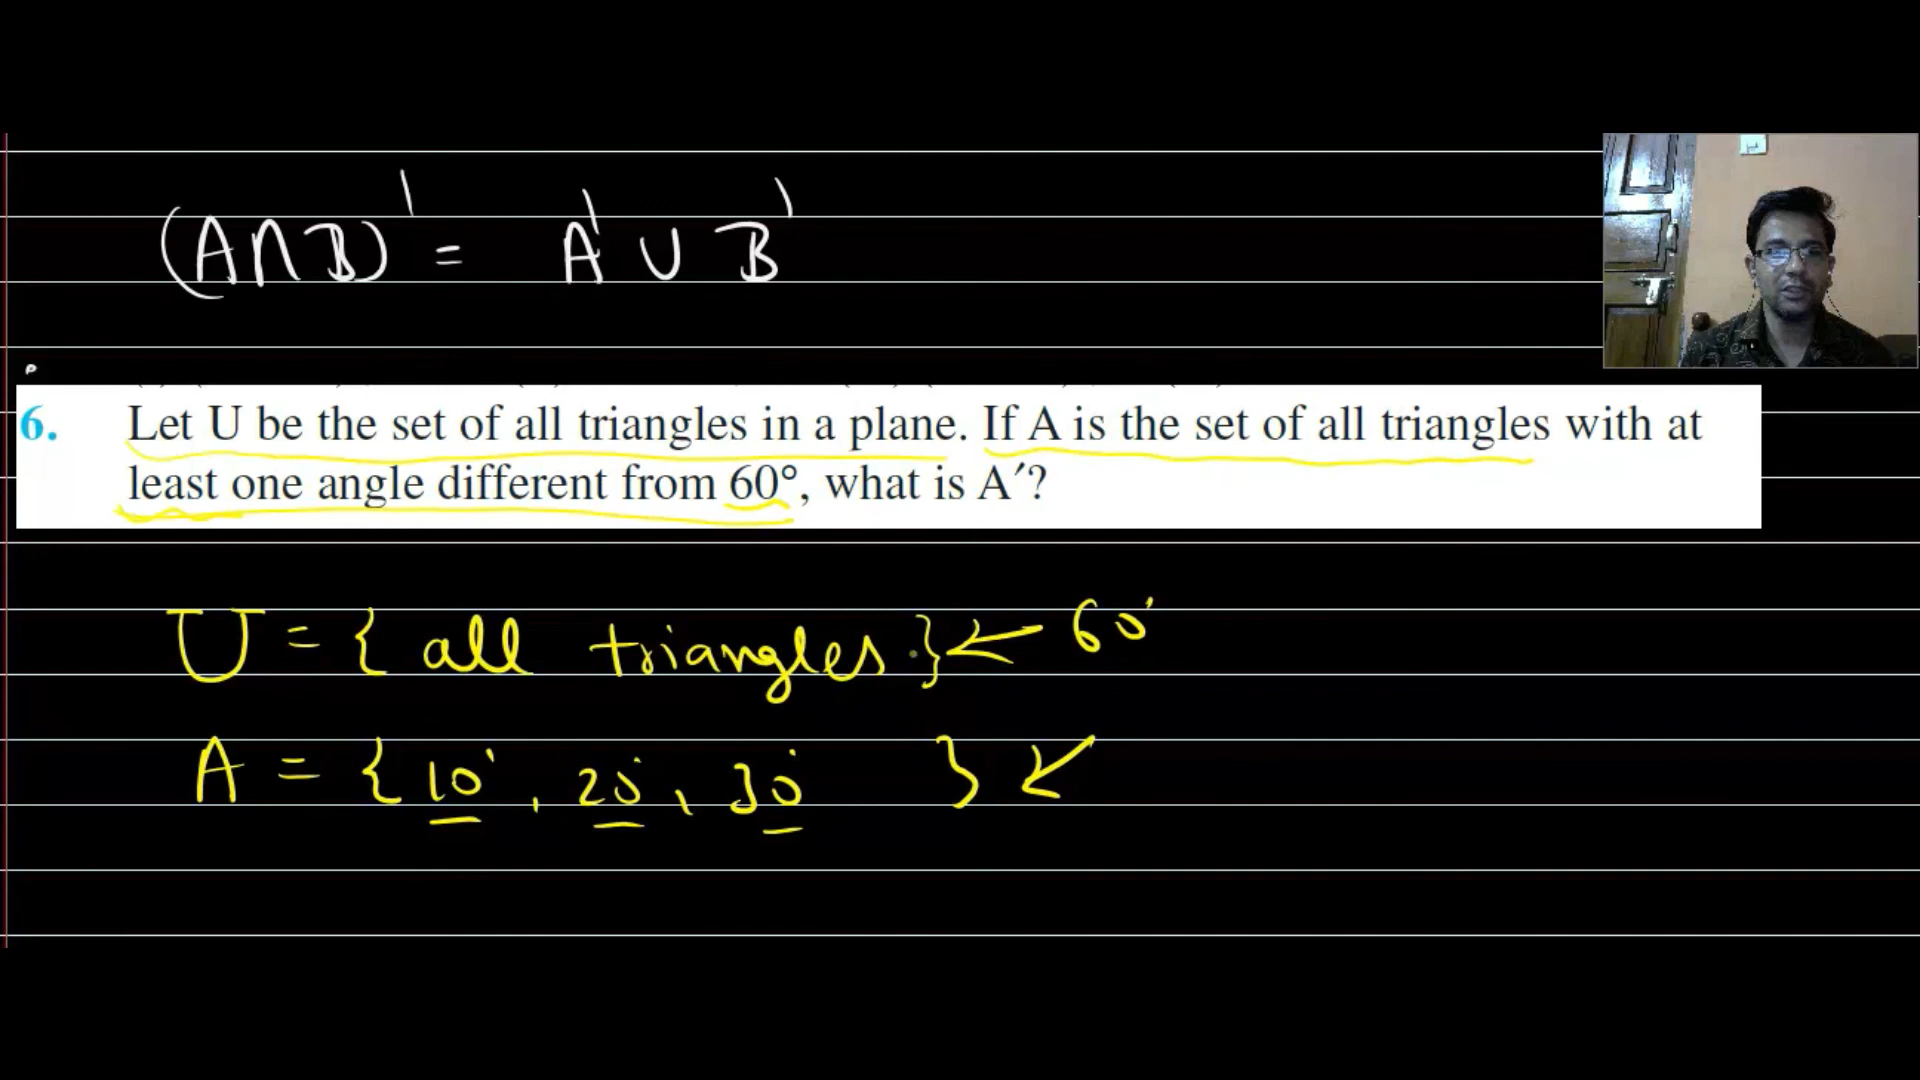 (A∩B)' = A' ∪ B'
6. Let U be the set of all triangles in a plane. If A is the set of all triangles with at
least one angle different from 60°, what is A′?
U = { all triangles.} ← 60°
A = { 10°, 20°, 30° } ←